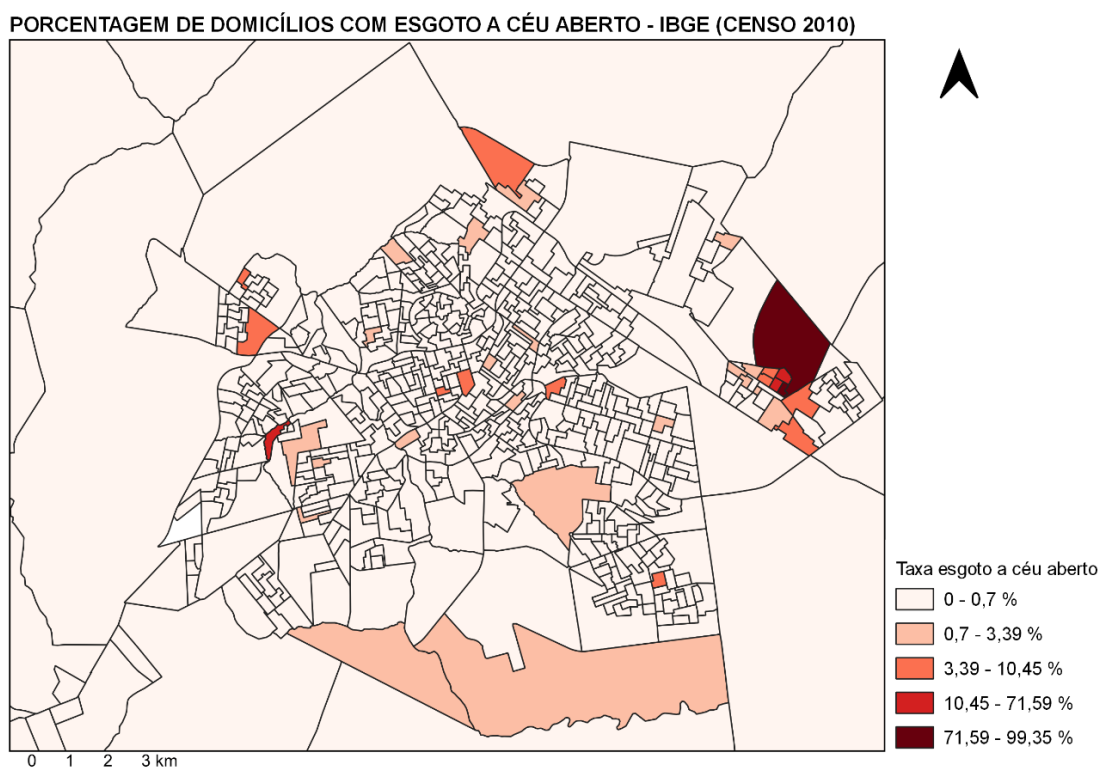 PORCENTAGEM DE DOMICÍLIOS COM ESGOTO A CÉU ABERTO - IBGE (CENSO 2010)
Taxa esgoto a céu aberto
0 - 0,7 %
0,7 - 3,39 %
3,39 - 10,45 %
10,45 - 71,59 %
71,59 - 99,35 %
0 1 2 3 km